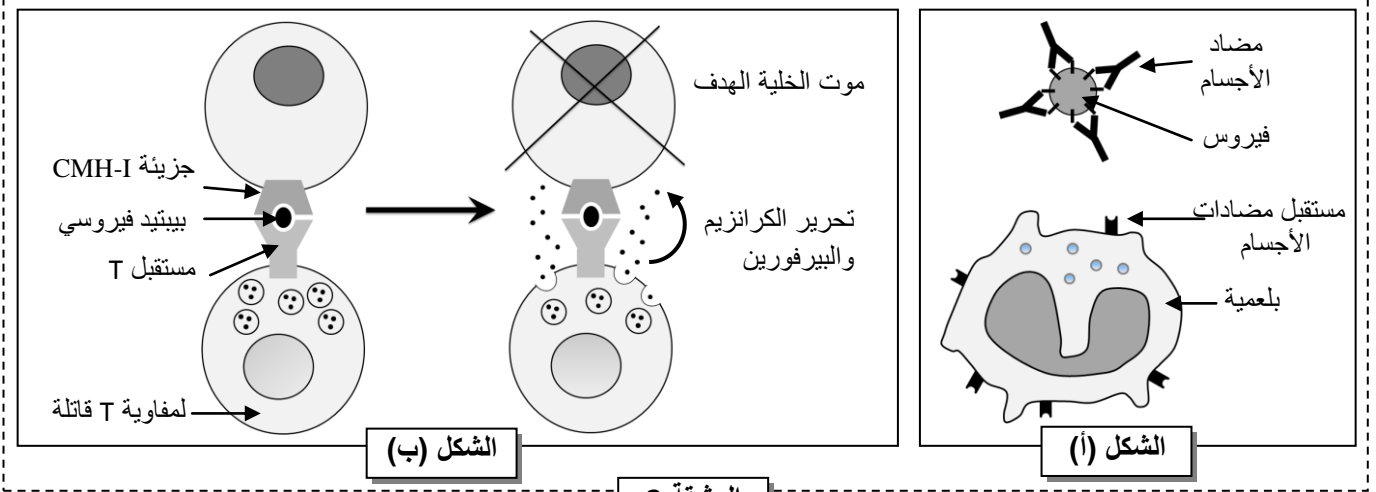 مضاد
الأجسام
فيروس
مستقبل مضادات
الأجسام
بلعمية
الشكل (أ)
موت الخلية الهدف
جزيئة CMH-I
بيبتيد فيروسي
مستقبل T
تحرير الكرانزيم
والبيرفورين
لمفاوية T قاتلة
الشكل (ب)